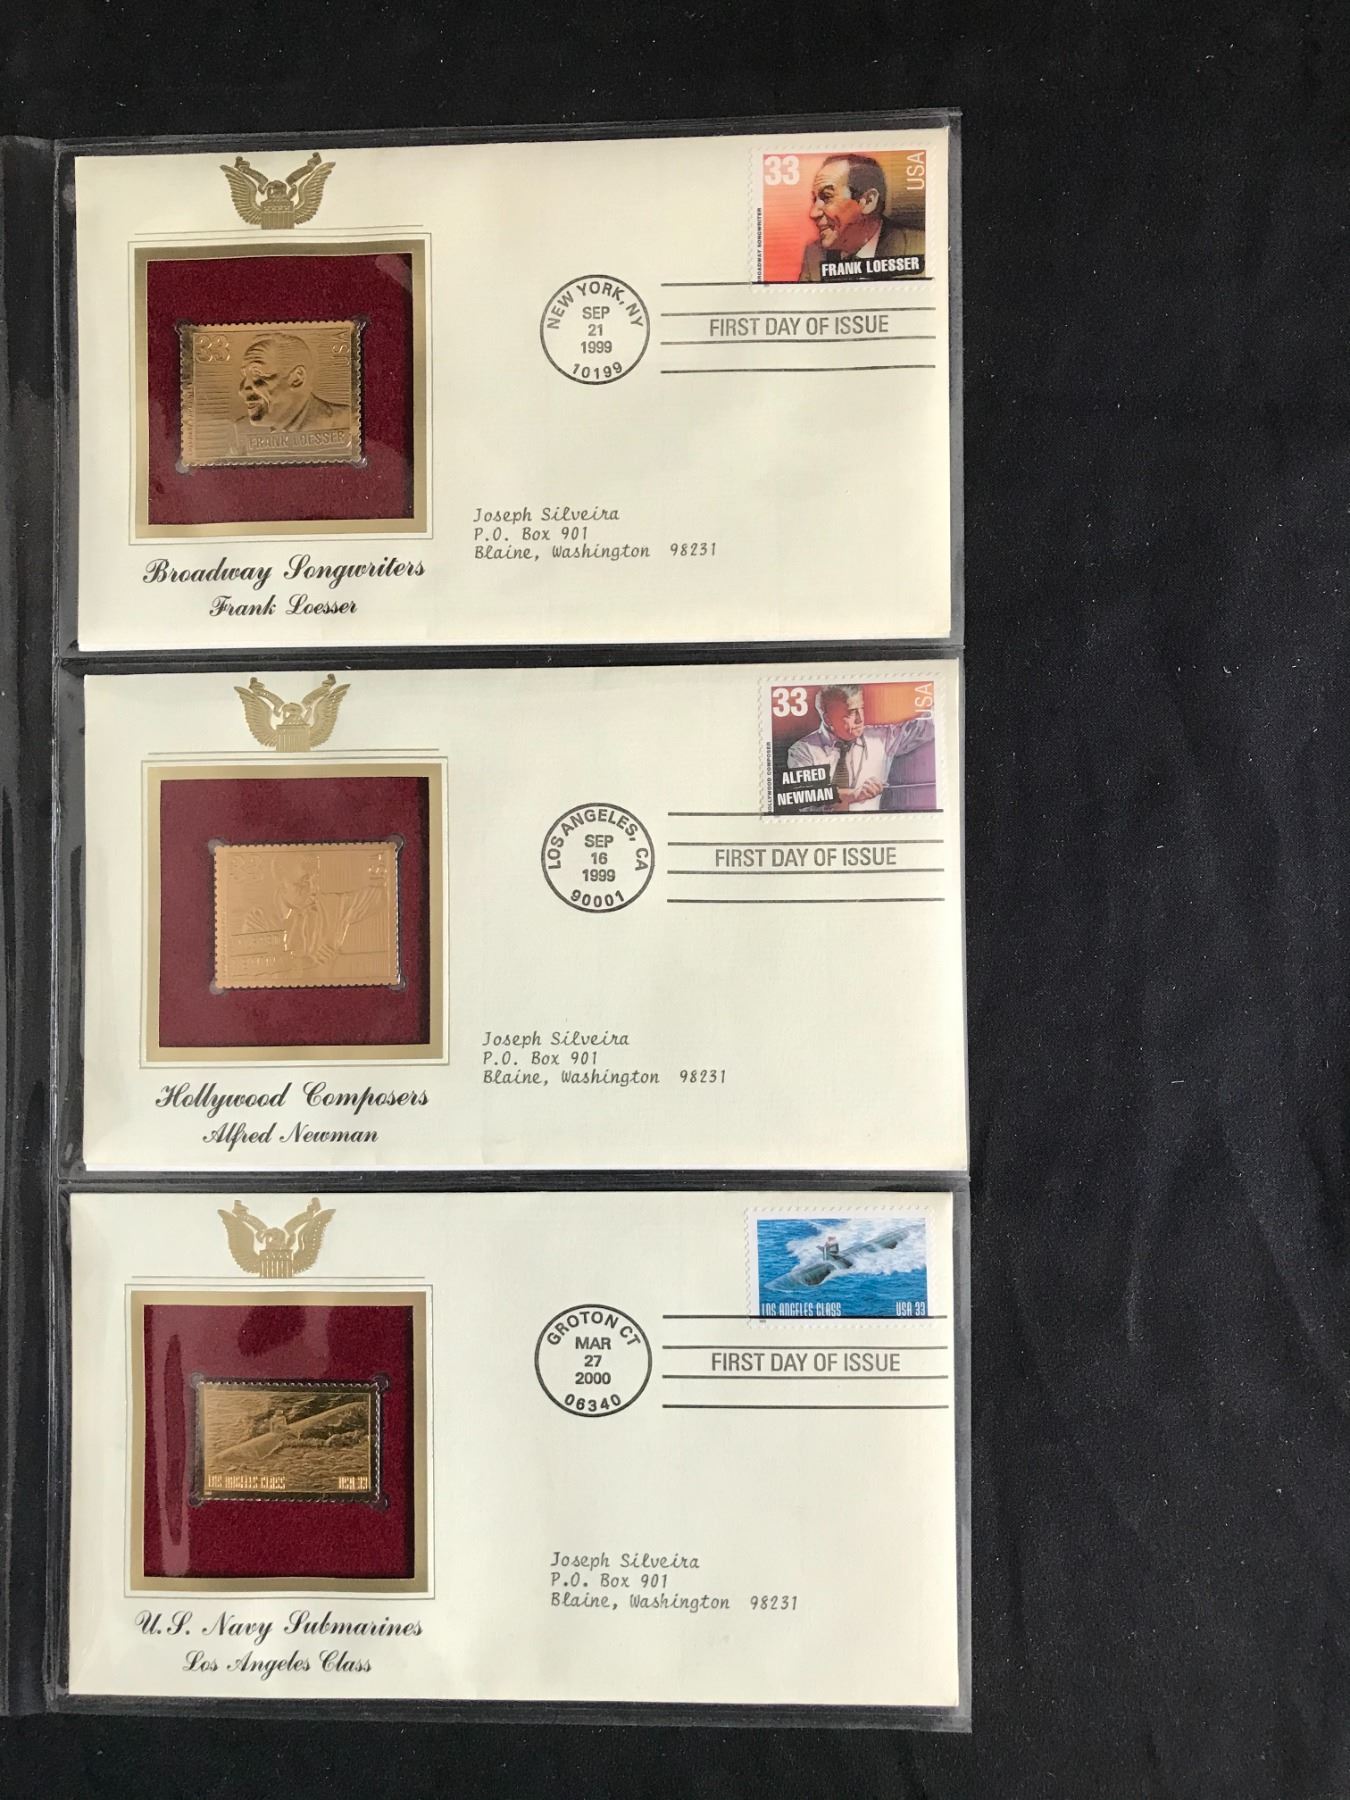 33
USA
BROADWAY SONGWRITER
FRANK LOESSER
NEW YORK, NY
SEP
21
1999
10199
FIRST DAY OF ISSUE
33
USA
FRANK LOESSER
Joseph Silveira
P.O. Box 901
Blaine, Washington 98231
Broadway Songwriters
Frank Loesser
33
USA
HOLLYWOOD COMPOSER
ALFRED
NEWMAN
LOS ANGELES, CA
SEP
16
1999
90001
FIRST DAY OF ISSUE
33
Joseph Silveira
P.O. Box 901
Blaine, Washington 98231
Hollywood Composers
Alfred Newman
LOS ANGELES CLASS USA 33
GROTON CT
MAR
27
2000
06340
FIRST DAY OF ISSUE
LOS ANGELES CLASS USA 33
Joseph Silveira
P.O. Box 901
Blaine, Washington 98231
U.S. Navy Submarines
Los Angeles Class